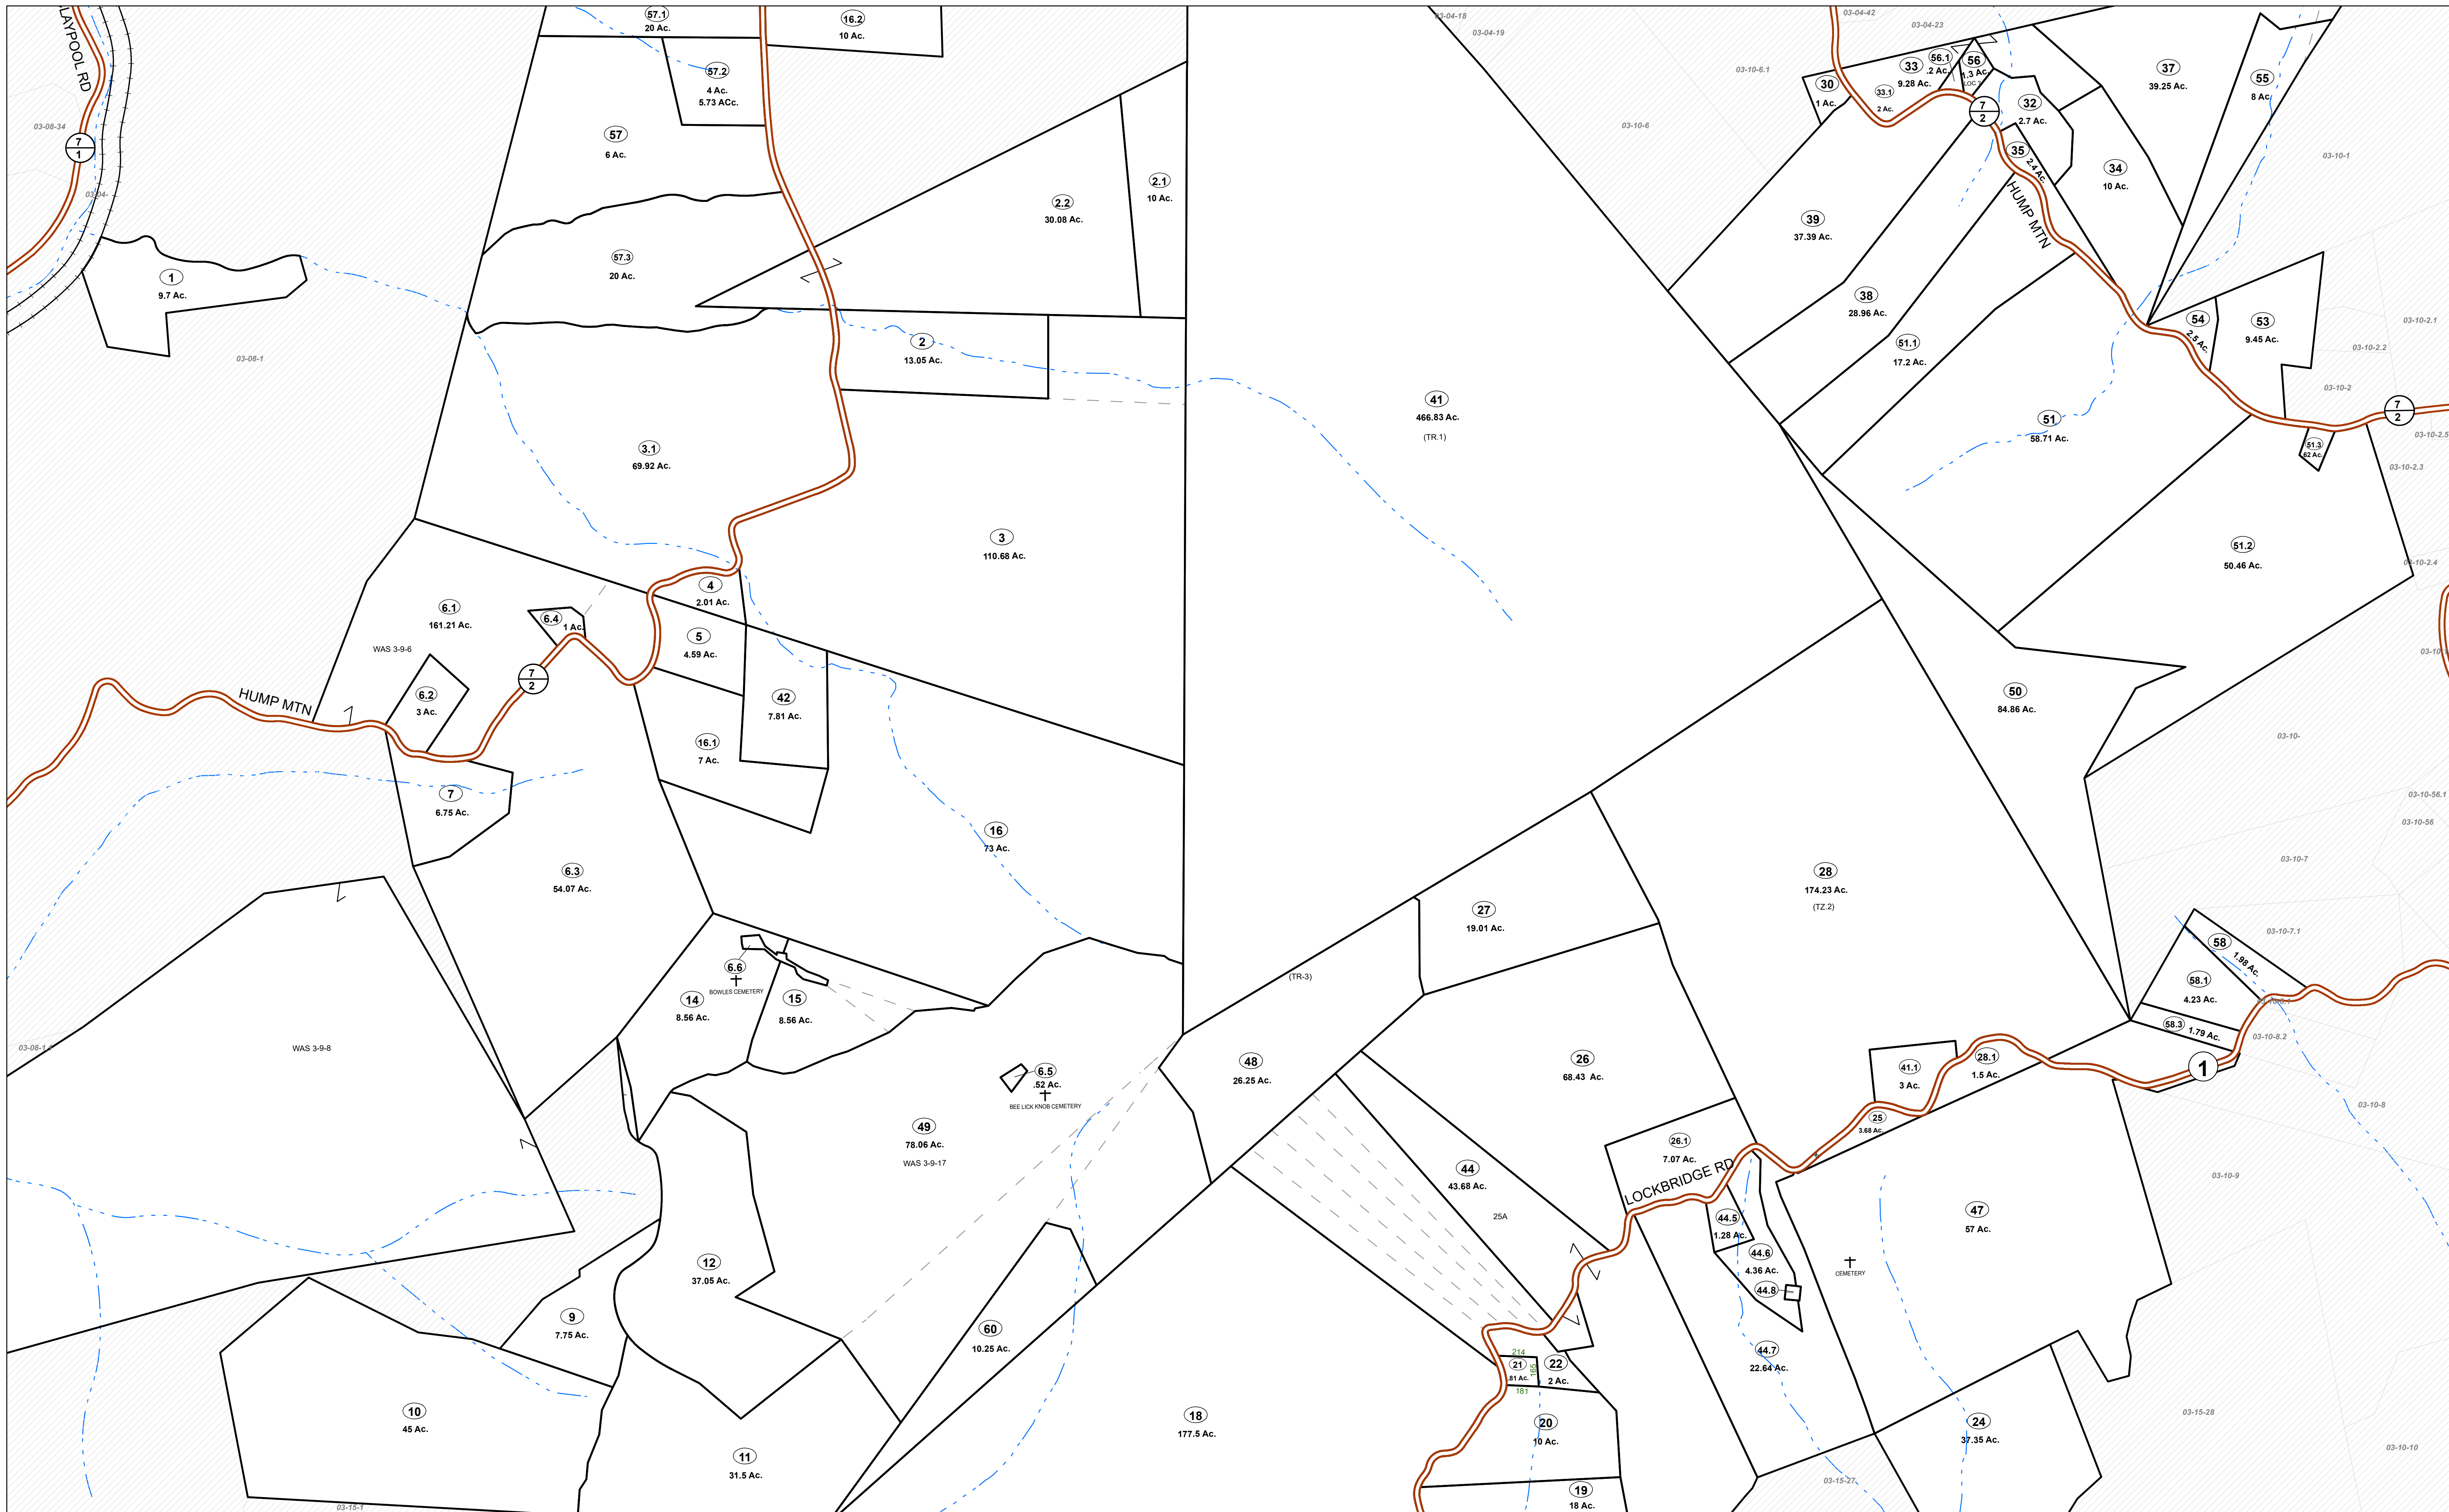 57.1
20 Ac.
16.2
10 Ac.
03-04-18
03-04-19
03-04-42
03-04-23
LAYPOOL RD
57.2
4 Ac.
5.73 ACc.
03-10-6.1
30
1 Ac.
33
9.28 Ac.
33.1
2 Ac.
56.1
.2 Ac.
56
1.3 Ac.
37
39.25 Ac.
55
8 Ac.
03-08-34
7
1
57
6 Ac.
03-10-6
7
2
32
2.7 Ac.
03-10-1
03-04-
35
2.4 Ac.
34
10 Ac.
2.2
30.08 Ac.
2.1
10 Ac.
39
37.39 Ac.
HUMP MTN
57.3
20 Ac.
1
9.7 Ac.
38
28.96 Ac.
54
2.5 Ac.
53
9.45 Ac.
03-10-2.1
03-10-2.2
03-08-1
2
13.05 Ac.
51.1
17.2 Ac.
03-10-2
41
466.83 Ac.
(TR.1)
51
58.71 Ac.
7
2
03-10-2.5
51.3
62 Ac.
03-10-2.3
3.1
69.92 Ac.
3
110.68 Ac.
51.2
50.46 Ac.
03-10-2.4
4
2.01 Ac.
6.1
161.21 Ac.
6.4
1 Ac.
5
4.59 Ac.
WAS 3-9-6
6.2
3 Ac.
7
2
HUMP MTN
42
7.81 Ac.
50
84.86 Ac.
16.1
7 Ac.
03-10-
7
6.75 Ac.
03-10-56.1
03-10-56
16
73 Ac.
03-10-7
6.3
54.07 Ac.
28
174.23 Ac.
(TZ.2)
27
19.01 Ac.
03-10-7.1
58
1.98 Ac.
6.6
BOWLES CEMETERY
(TR-3)
58.1
4.23 Ac.
14
8.56 Ac.
15
8.56 Ac.
58.3
1.79 Ac.
03-10-8.2
WAS 3-9-8
48
26.25 Ac.
26
68.43 Ac.
41.1
3 Ac.
28.1
1.5 Ac.
1
6.5
.52 Ac.
BEE LICK KNOB CEMETERY
03-10-8
25
3.68 Ac.
49
78.06 Ac.
WAS 3-9-17
26.1
7.07 Ac.
44
43.68 Ac.
LOCKBRIDGE RD
03-10-9
25A
44.5
1.28 Ac.
47
57 Ac.
12
37.05 Ac.
44.6
4.36 Ac.
CEMETERY
44.8
9
7.75 Ac.
60
10.25 Ac.
44.7
22.64 Ac.
214
21
.81 Ac.
165
181
22
2 Ac.
10
45 Ac.
18
177.5 Ac.
20
10 Ac.
24
37.35 Ac.
03-15-28
03-10-10
11
31.5 Ac.
03-15-27
19
18 Ac.
03-15-1